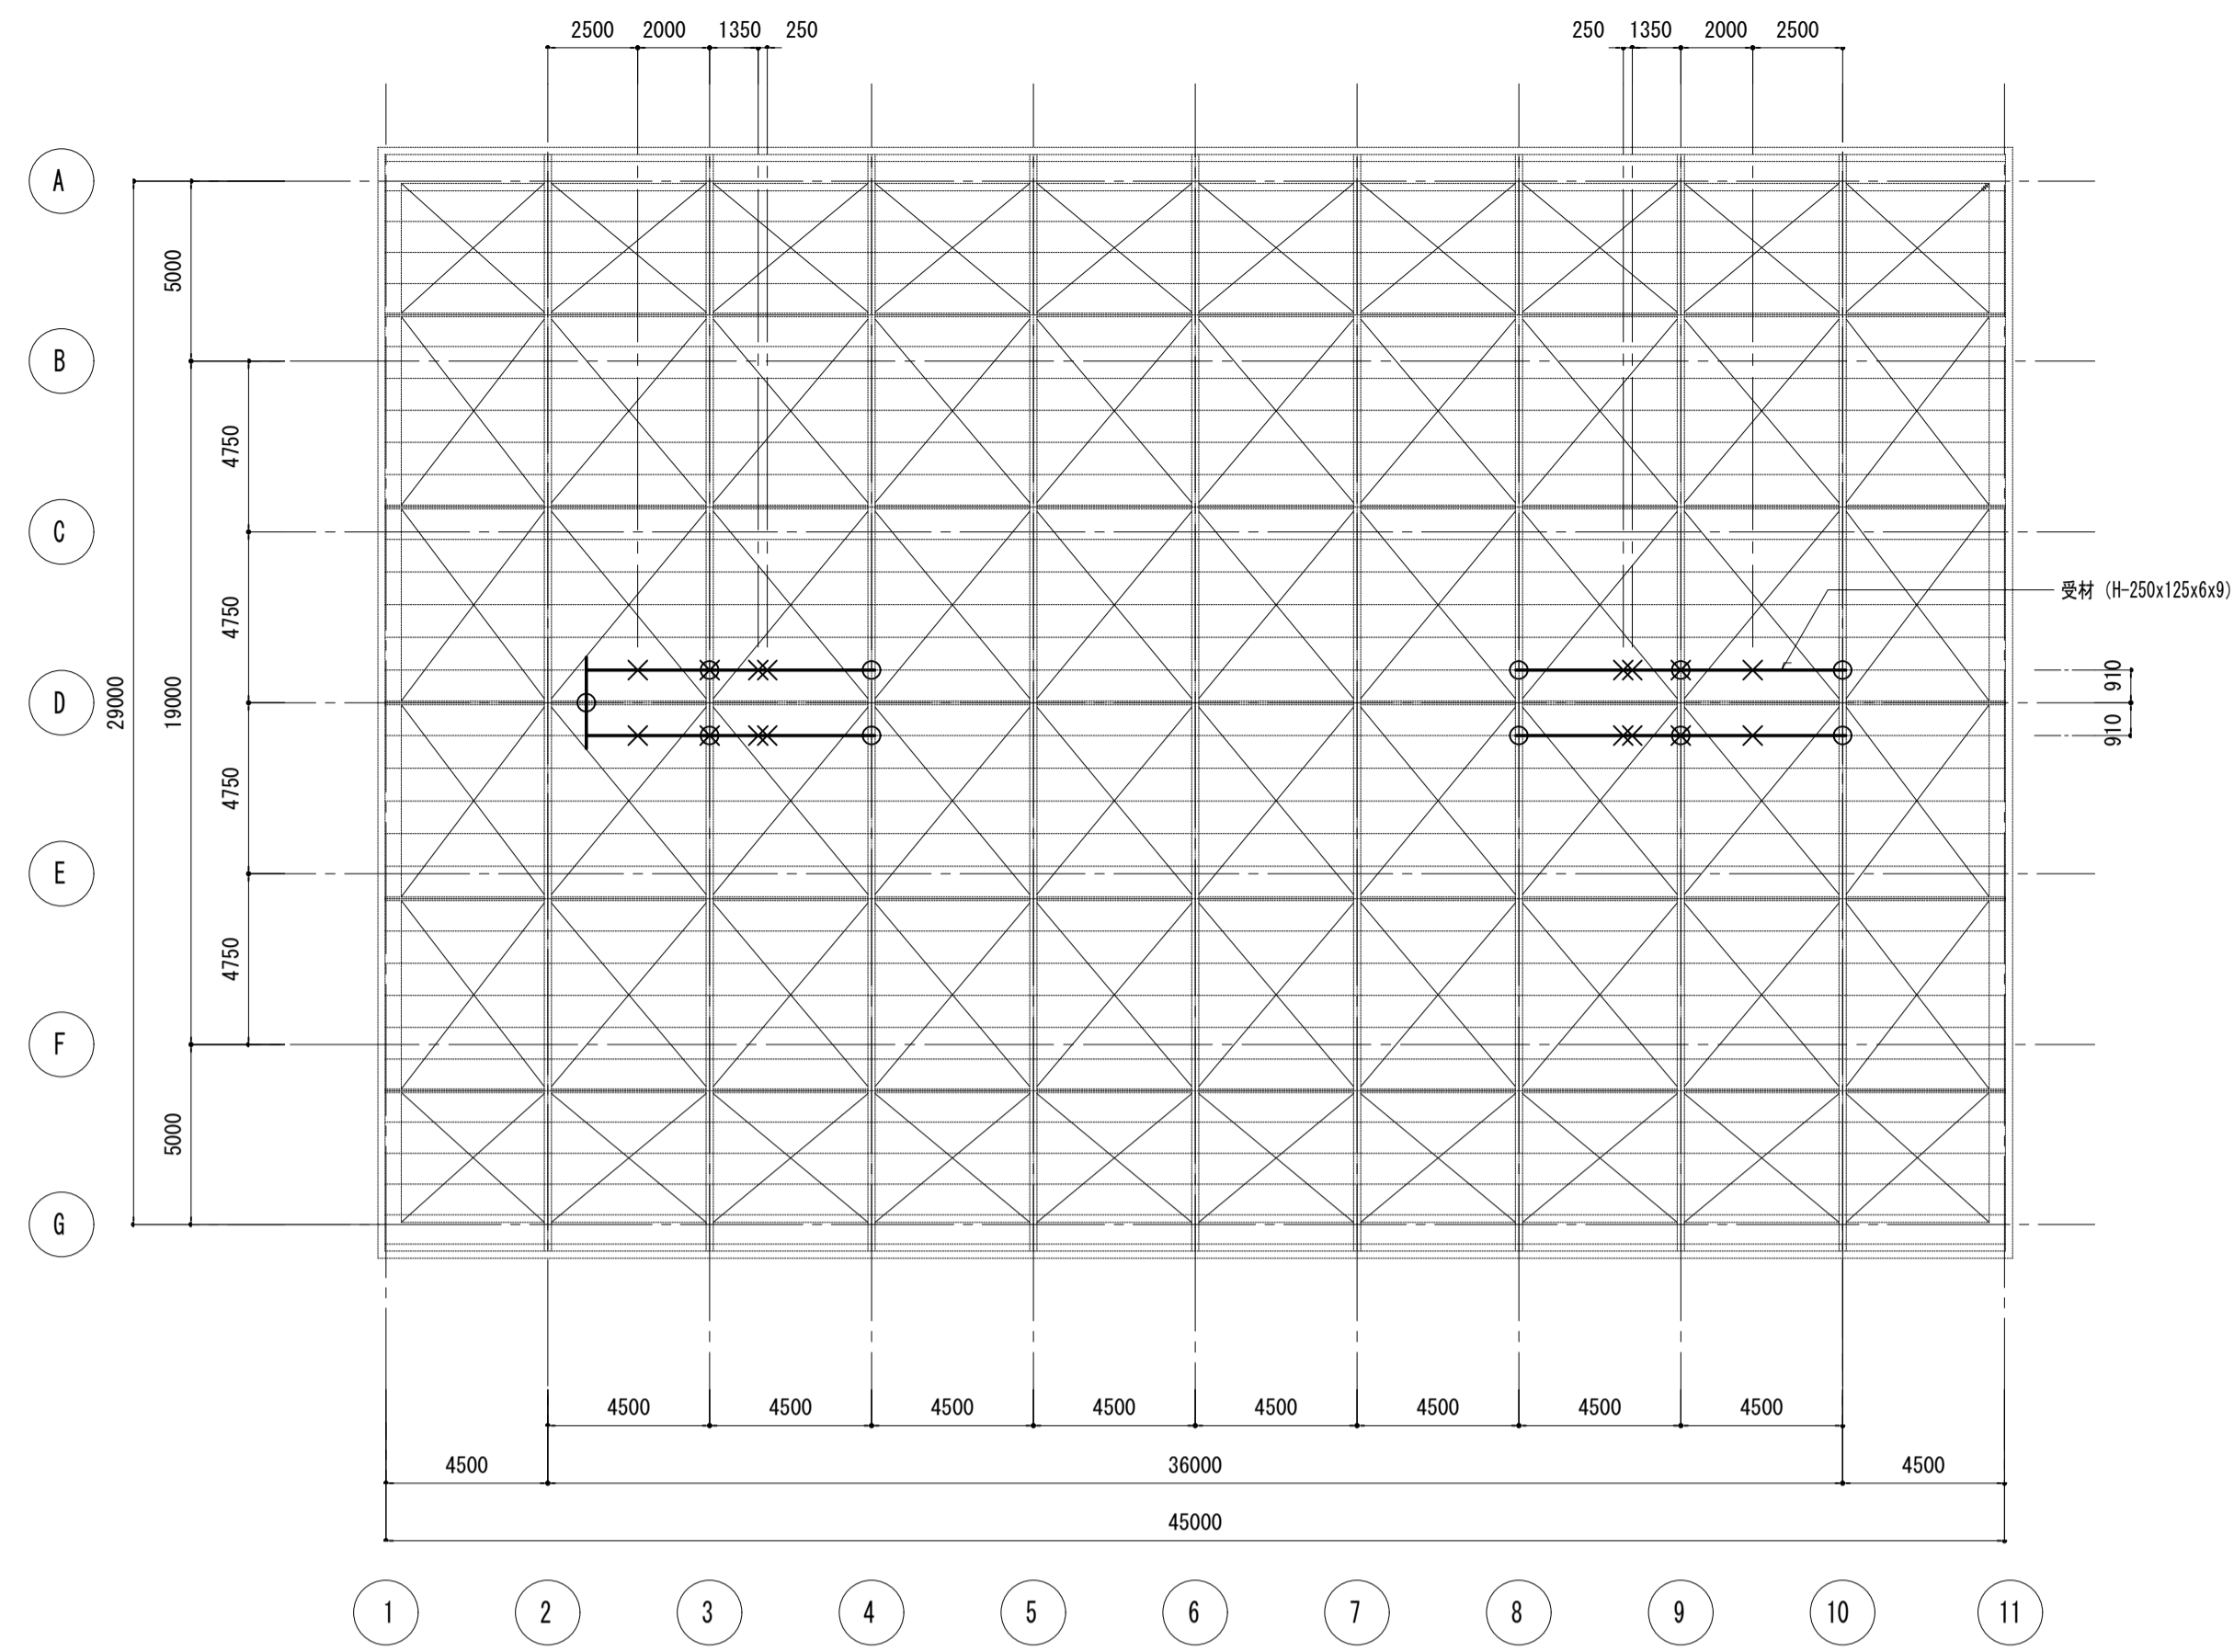 2500 2000 1350 250
250 1350 2000 2500
A
B
C
D
E
F
G
29000
5000
19000
5000
4750
4750
4750
4750
受材 (H-250x125x6x9)
910
910
4500 4500 4500 4500 4500 4500 4500 4500
4500 36000 4500
45000
1 2 3 4 5 6 7 8 9 10 11